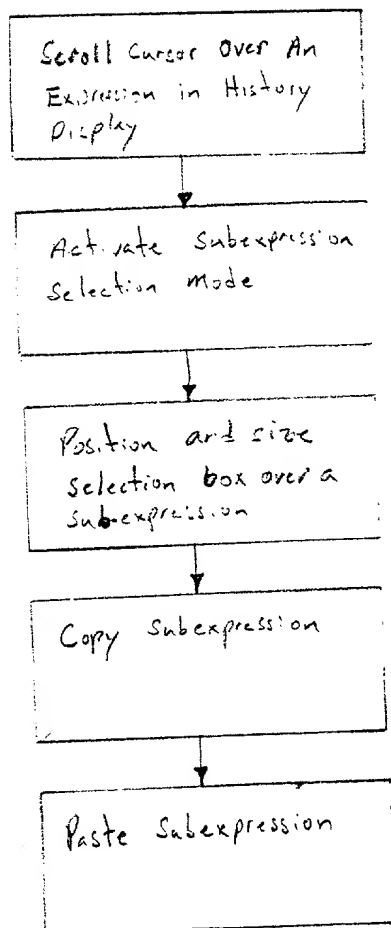 Scroll Cursor Over An
Expression in History
Display
Activate Subexpression
Selection Mode
Position and size
selection box over a
subexpression
Copy Subexpression
Paste Subexpression